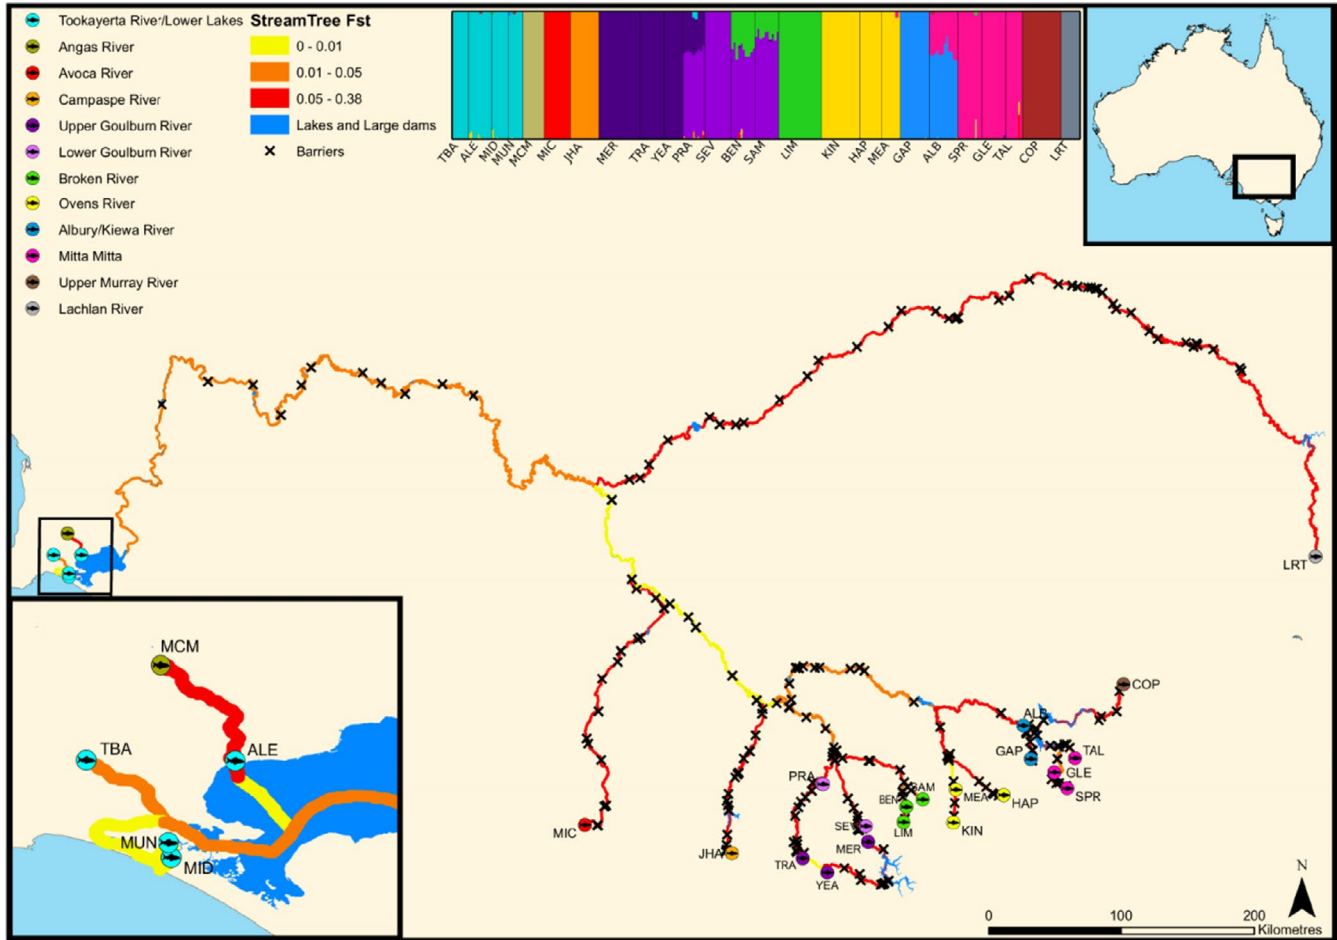 Tookayerta River/Lower Lakes
Angas River
Avoca River
Campaspe River
Upper Goulburn River
Lower Goulburn River
Broken River
Ovens River
Albury/Kiewa River
Mitta Mitta
Upper Murray River
Lachlan River
StreamTree Fst
0 - 0.01
0.01 - 0.05
0.05 - 0.38
Lakes and Large dams
Barriers
TBA
ALE
MID
MUN
MCM
MIC
JHA
MER
TRA
YEA
PRA
SEV
BEN
SAM
LIM
KIN
HAP
MEA
GAP
ALB
SPR
GLE
TAL
COP
LRT
LRT
COP
ALB
GAP
TAL
GLE
SPR
PRA
SAM
BEN
MEA
HAP
MIC
SEV
LIM
KIN
JHA
MER
TRA
YEA
MCM
TBA
ALE
MUN
MID
N
0 100 200
Kilometres